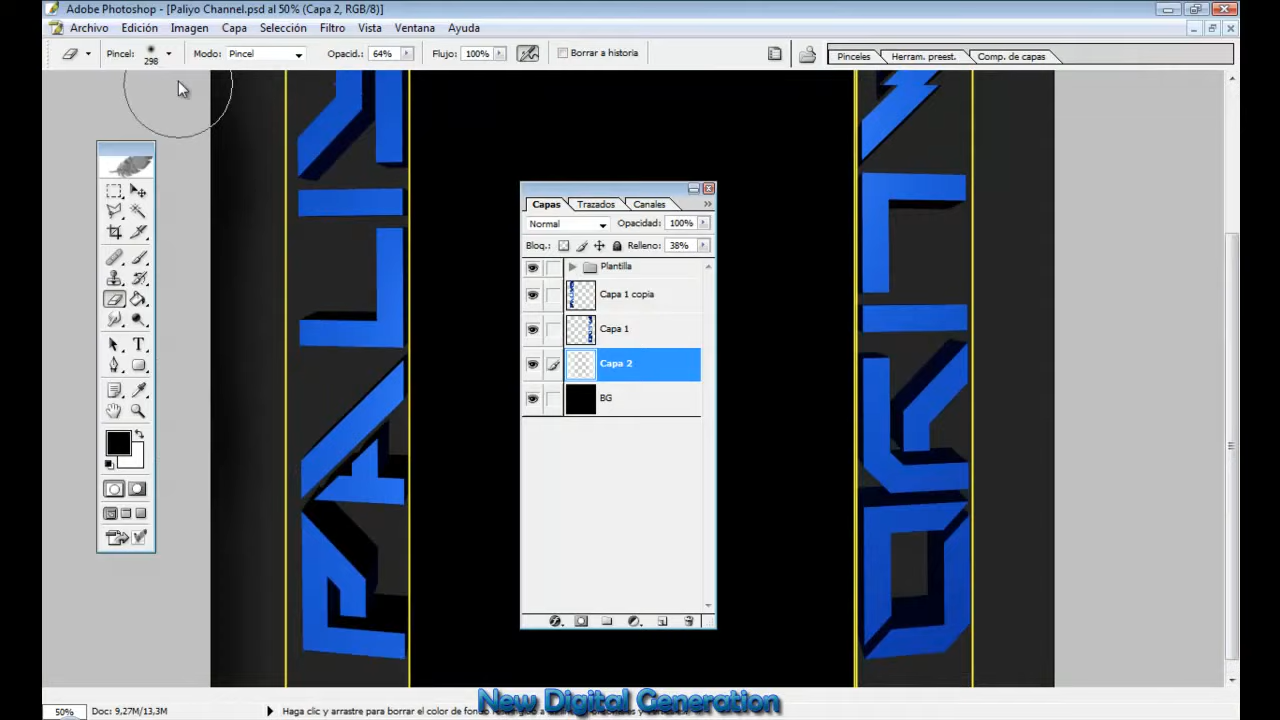 Adobe Photoshop - [Paliyo Channel.psd al 50% (Capa 2, RGB/8)]
Archivo Edición Imagen Capa Selección Filtro Vista Ventana Ayuda
Pincel: 298 Modo: Pincel Opacid.: 64% Flujo: 100% Borrar a historia Pinceles Herram. preest. Comp. de capas
Capas Trazados Canales
Normal Opacidad: 100%
Bloq.: Relleno: 38%
Plantilla
Capa 1 copia
Capa 1
Capa 2
BG
PALIY
New Digital Generation
50% Doc: 9,27M/13,3M Haga clic y arrastre para borrar el color de fondo